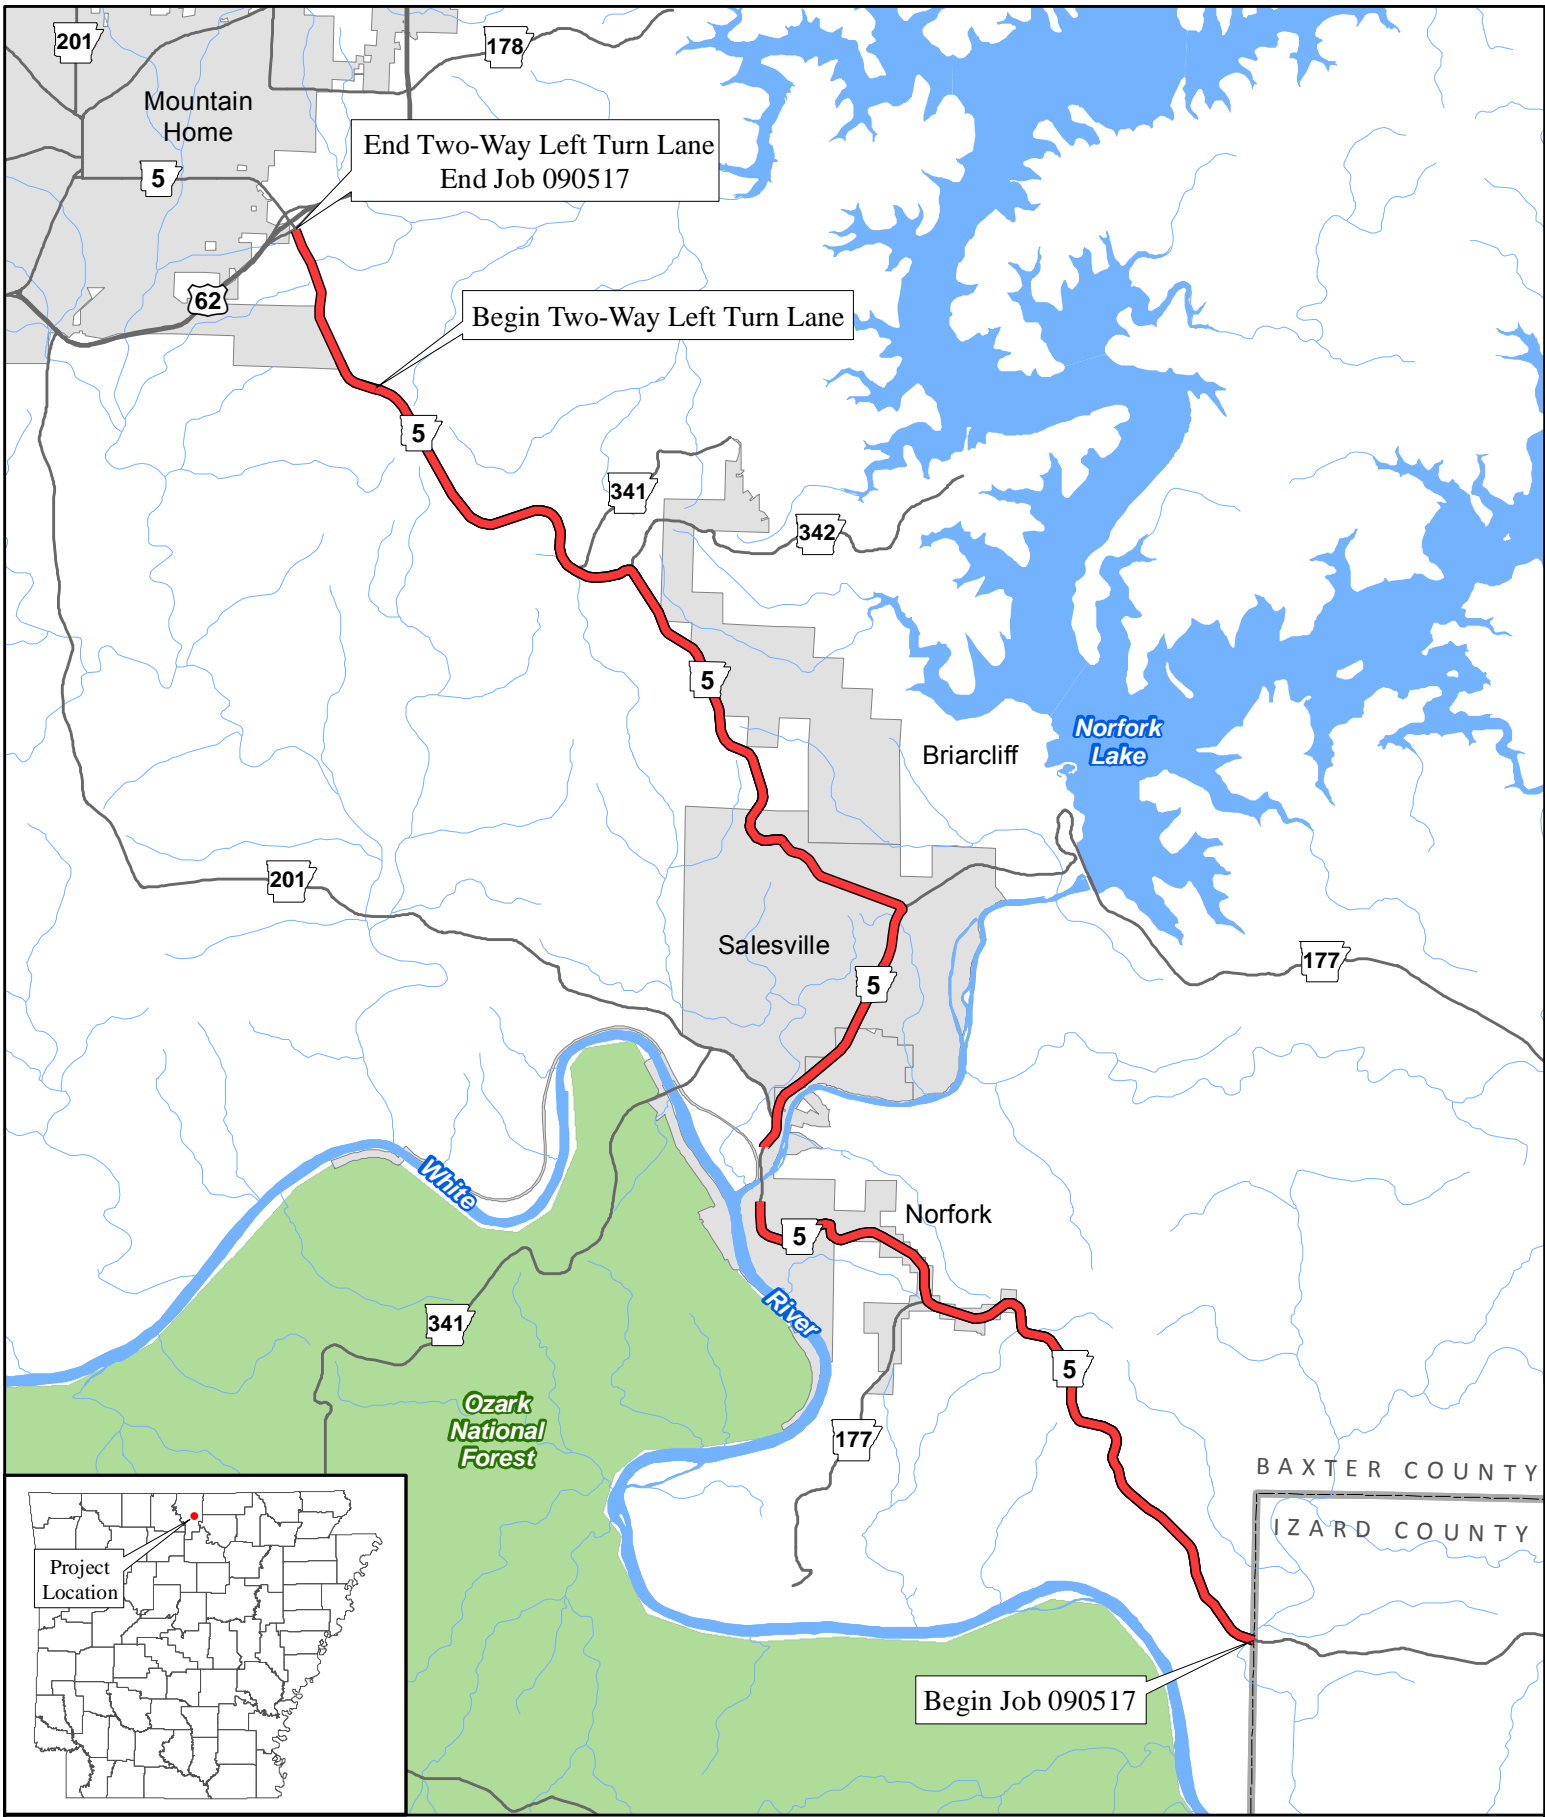 201
178
Mountain
Home
End Two-Way Left Turn Lane
End Job 090517
5
62
Begin Two-Way Left Turn Lane
5
341
342
5
Norfork
Lake
Briarcliff
201
Salesville
177
5
White
Norfork
5
River
341
5
Ozark
National
Forest
177
BAXTER COUNTY
IZARD COUNTY
Project
Location
Begin Job 090517